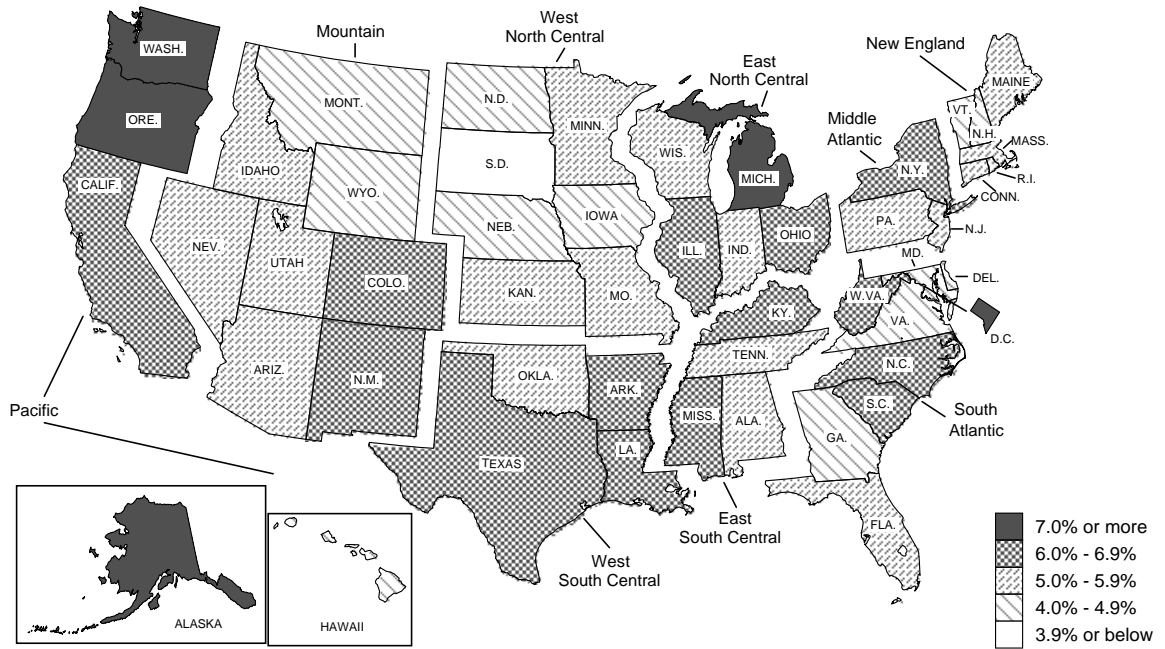 West
North Central
Mountain
New England
East
North Central
Middle
Atlantic
WASH.
ORE.
CALIF.
IDAHO
NEV.
MONT.
WYO.
UTAH
COLO.
ARIZ.
N.M.
N.D.
S.D.
NEB.
KAN.
OKLA.
TEXAS
MINN.
IOWA
MO.
ARK.
LA.
WIS.
ILL.
MICH.
IND.
OHIO
KY.
TENN.
MISS.
ALA.
GA.
FLA.
S.C.
N.C.
VA.
W.VA.
MD.
DEL.
D.C.
PA.
N.J.
N.Y.
CONN.
R.I.
MASS.
VT.
N.H.
MAINE
Pacific
South
Atlantic
East
South Central
West
South Central
ALASKA
HAWAII
7.0% or more
6.0% - 6.9%
5.0% - 5.9%
4.0% - 4.9%
3.9% or below